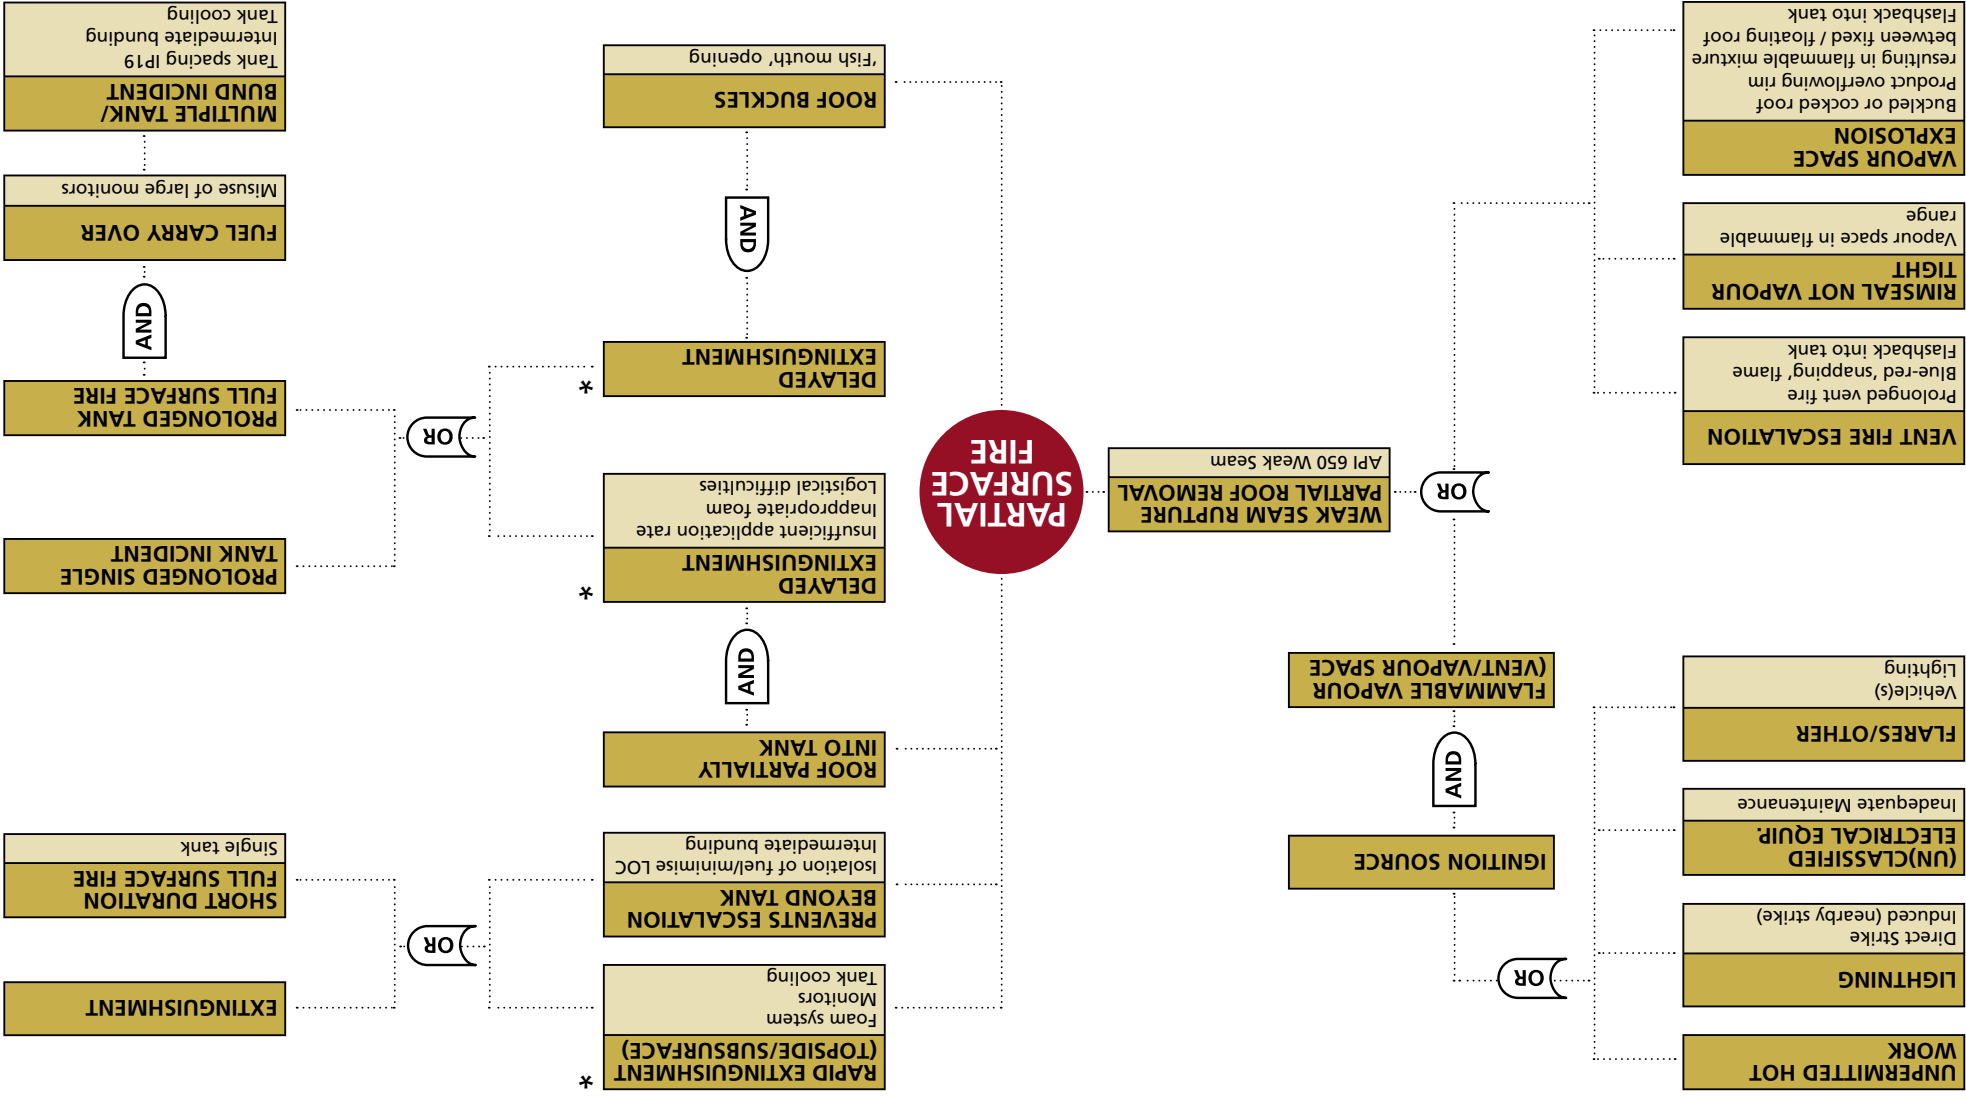 UNPERMITTED HOT
WORK
LIGHTNING
Direct Strike
Induced (nearby strike)
(UN)CLASSIFIED
ELECTRICAL EQUIP.
Inadequate Maintenance
FLARES/OTHER
Vehicle(s)
Lighting
VENT FIRE ESCALATION
Prolonged vent fire
Blue-red 'snapping' flame
Flashback into tank
RIMSEAL NOT VAPOUR
TIGHT
Vapour space in flammable
range
VAPOUR SPACE
EXPLOSION
Buckled or cocked roof
Product overflowing rim
resulting in flammable mixture
between fixed / floating roof
Flashback into tank
OR
IGNITION SOURCE
AND
FLAMMABLE VAPOUR
(VENT/VAPOUR SPACE
OR
WEAK SEAM RUPTURE
PARTIAL ROOF REMOVAL
API 650 Weak Seam
PARTIAL
SURFACE
FIRE
RAPID EXTINGUISHMENT
(TOPSIDE/SUBSURFACE)
*
Foam system
Monitors
Tank cooling
PREVENTS ESCALATION
BEYOND TANK
Isolation of fuel/minimise LOC
Intermediate bunding
ROOF PARTIALLY
INTO TANK
AND
DELAYED
EXTINGUISHMENT
*
Insufficient application rate
Inappropriate foam
Logistical difficulties
DELAYED
EXTINGUISHMENT
*
AND
ROOF BUCKLES
'Fish mouth' opening
OR
OR
EXTINGUISHMENT
SHORT DURATION
FULL SURFACE FIRE
Single tank
PROLONGED SINGLE
TANK INCIDENT
PROLONGED TANK
FULL SURFACE FIRE
AND
FUEL CARRY OVER
Misuse of large monitors
MULTIPLE TANK/
BUND INCIDENT
Tank spacing IP19
Intermediate bunding
Tank cooling